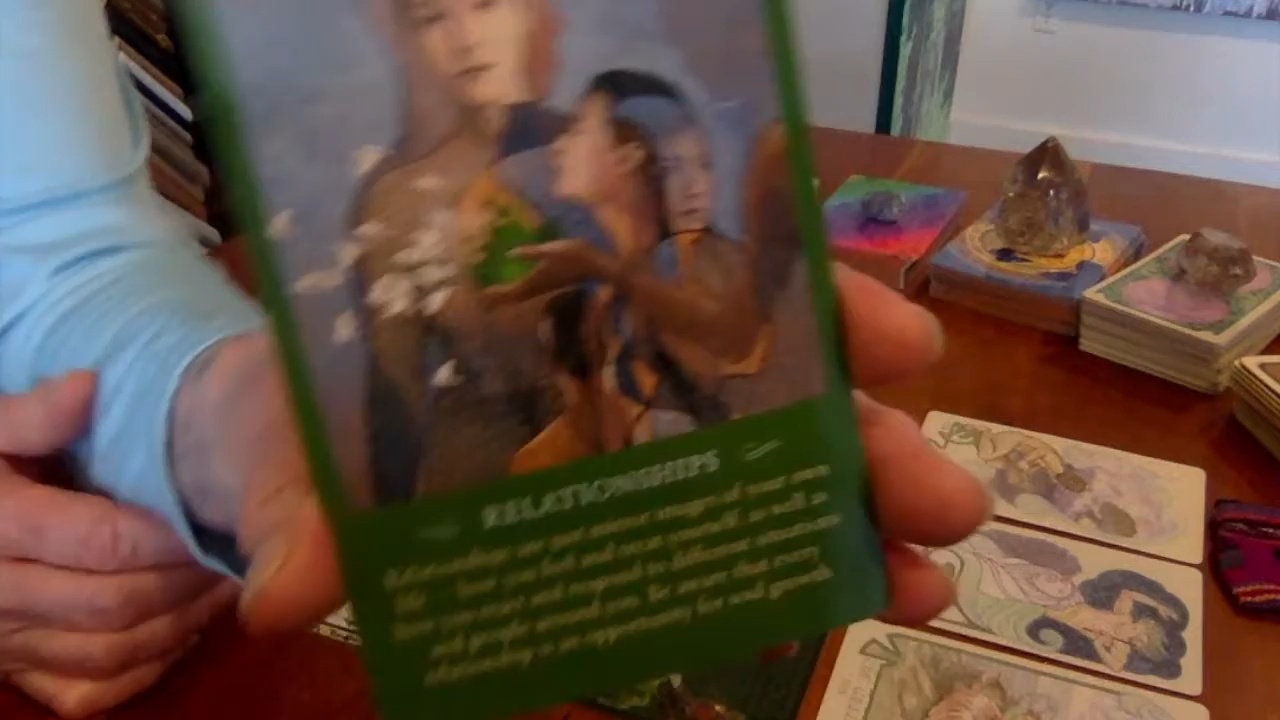 RELATIONSHIPS
Relationships are your mirror images of your own
life – how you feel and treat yourself, as well as
how you react and respond to different situations
and people around you. Be aware that every
relationship is an opportunity for soul growth.